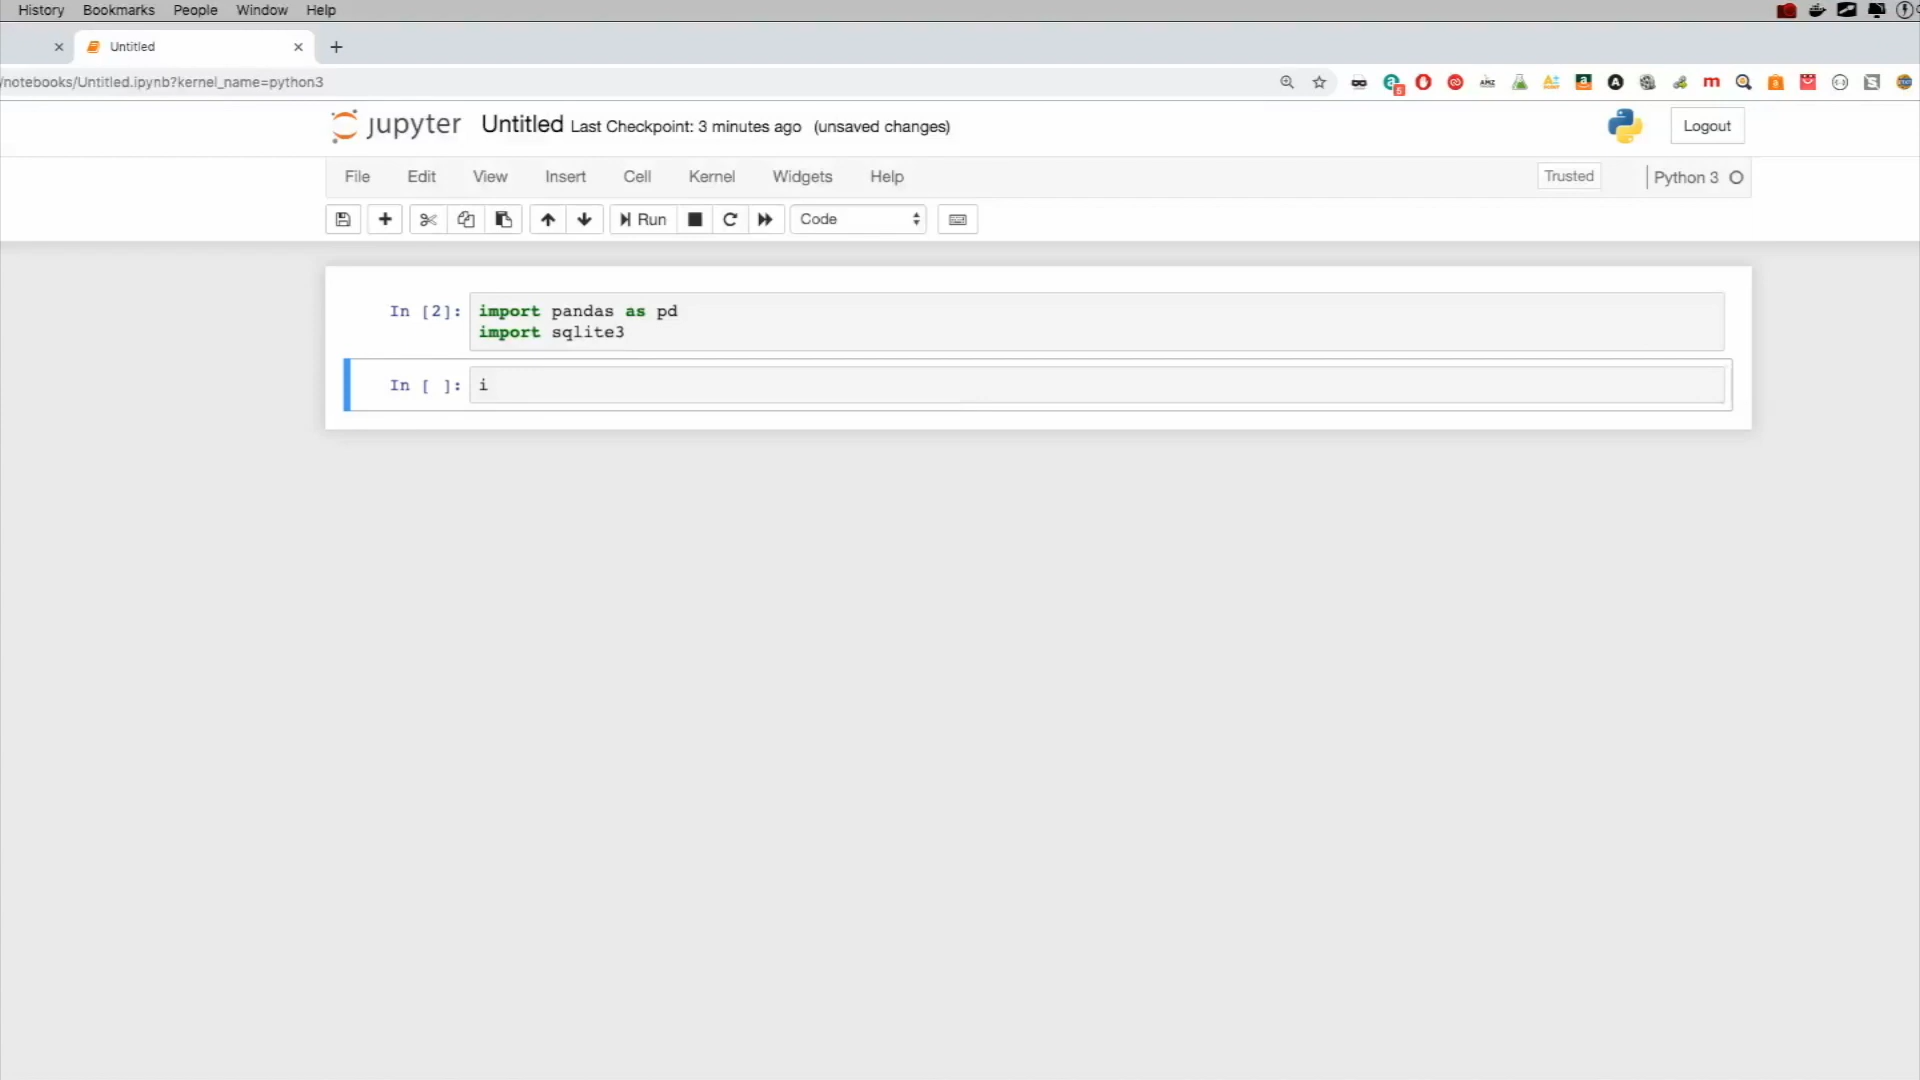 History Bookmarks People Window Help
Untitled
/notebooks/Untitled.ipynb?kernel_name=python3
jupyter Untitled Last Checkpoint: 3 minutes ago (unsaved changes) Logout
File Edit View Insert Cell Kernel Widgets Help Trusted Python 3 O
Run Code
In [2]: import pandas as pd
import sqlite3
In [ ]: i